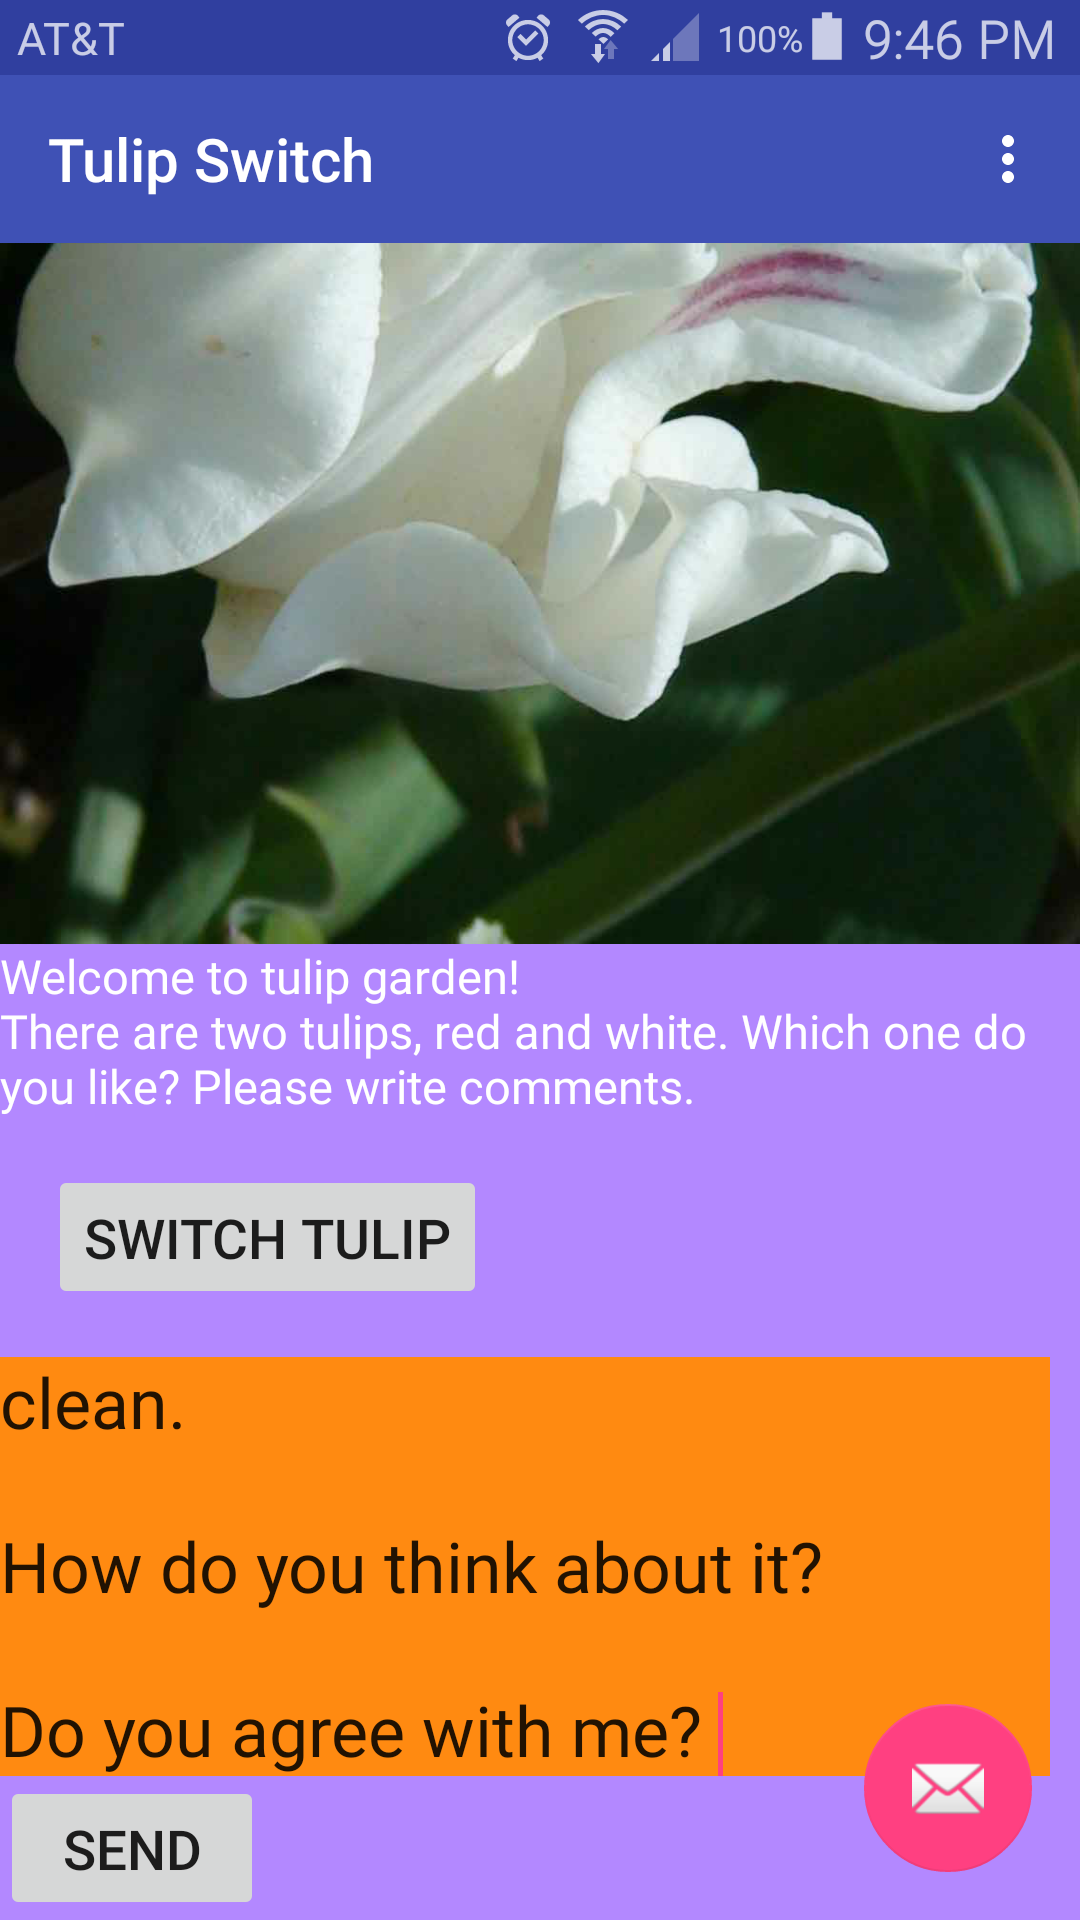 AT&T 100% 9:46 PM
Tulip Switch
Welcome to tulip garden!
There are two tulips, red and white. Which one do
you like? Please write comments.
SWITCH TULIP
clean.
How do you think about it?
Do you agree with me?
SEND